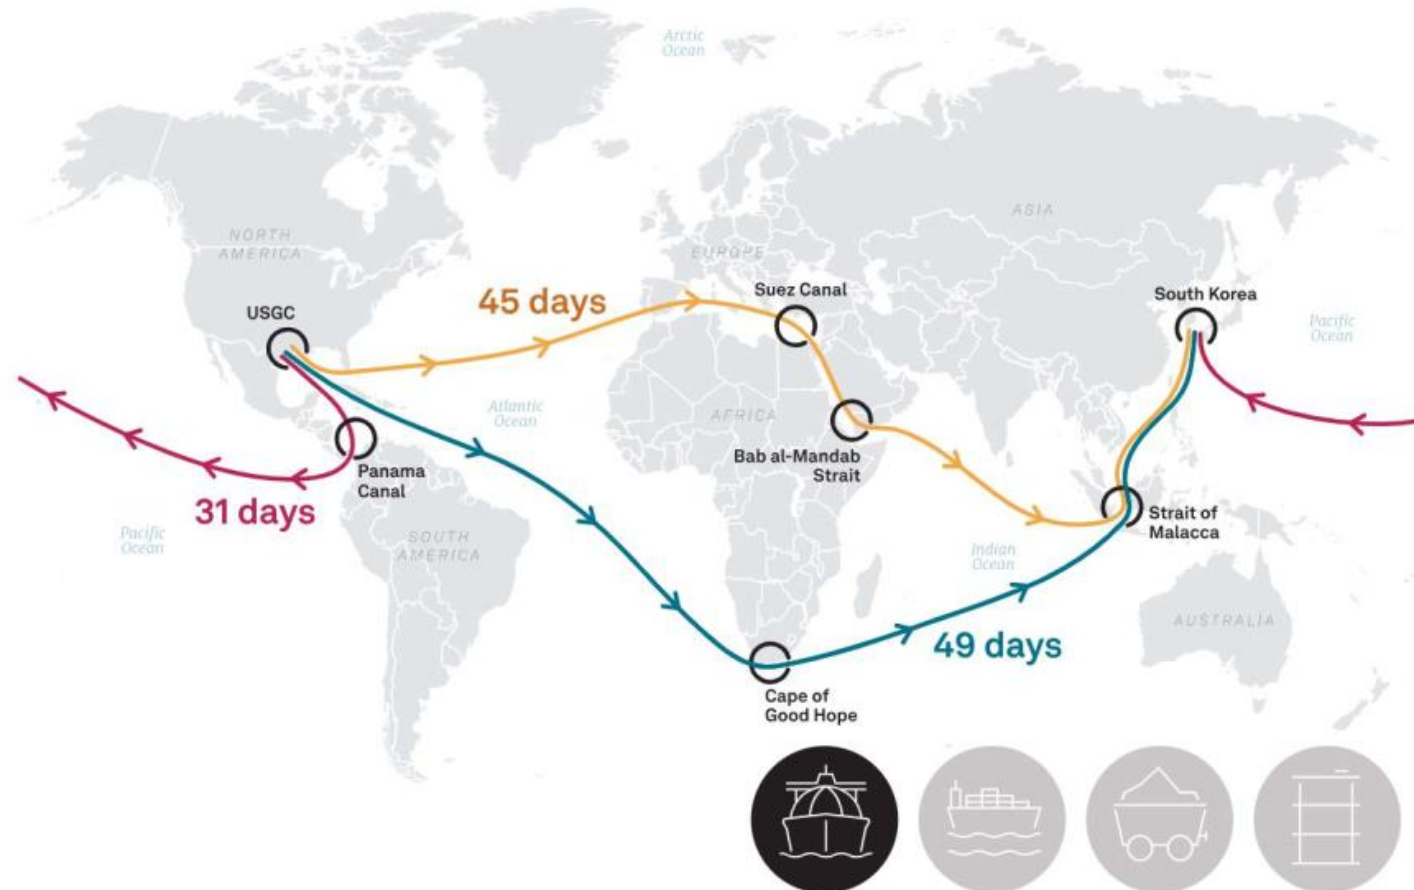 Arctic
Ocean
NORTH
AMERICA
EUROPE
ASIA
45 days
Suez Canal
South Korea
USGC
Pacific
Ocean
Atlantic
Ocean
AFRICA
Bab al-Mandab
Strait
Panama
Canal
31 days
Strait of
Malacca
Pacific
Ocean
SOUTH
AMERICA
Indian
Ocean
AUSTRALIA
49 days
Cape of
Good Hope